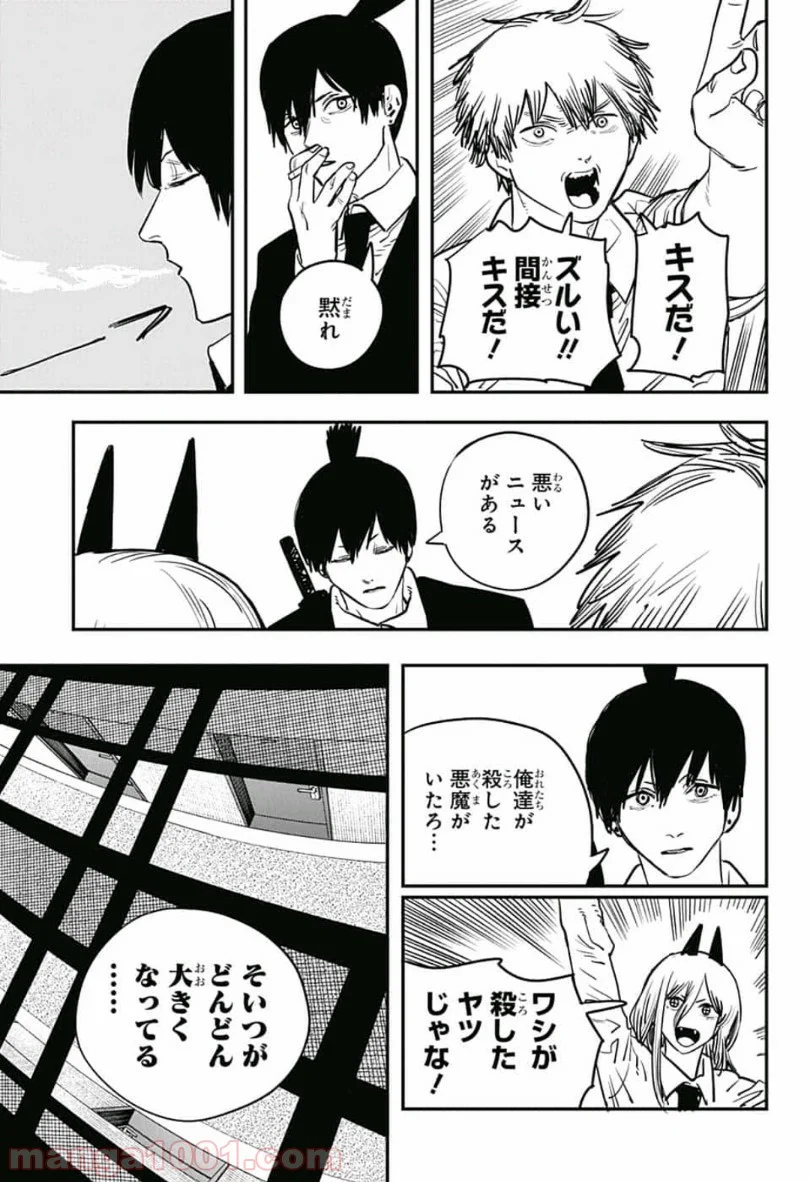 キスだ！
ズルい！！
間接
キスだ！
黙れ
悪い
ニュース
がある
俺達が
殺した
悪魔が
いたろ…
ワシが
殺した
ヤツ
じゃな！
そいつが
どんどん
大きく
なってる
……
manga1001.com